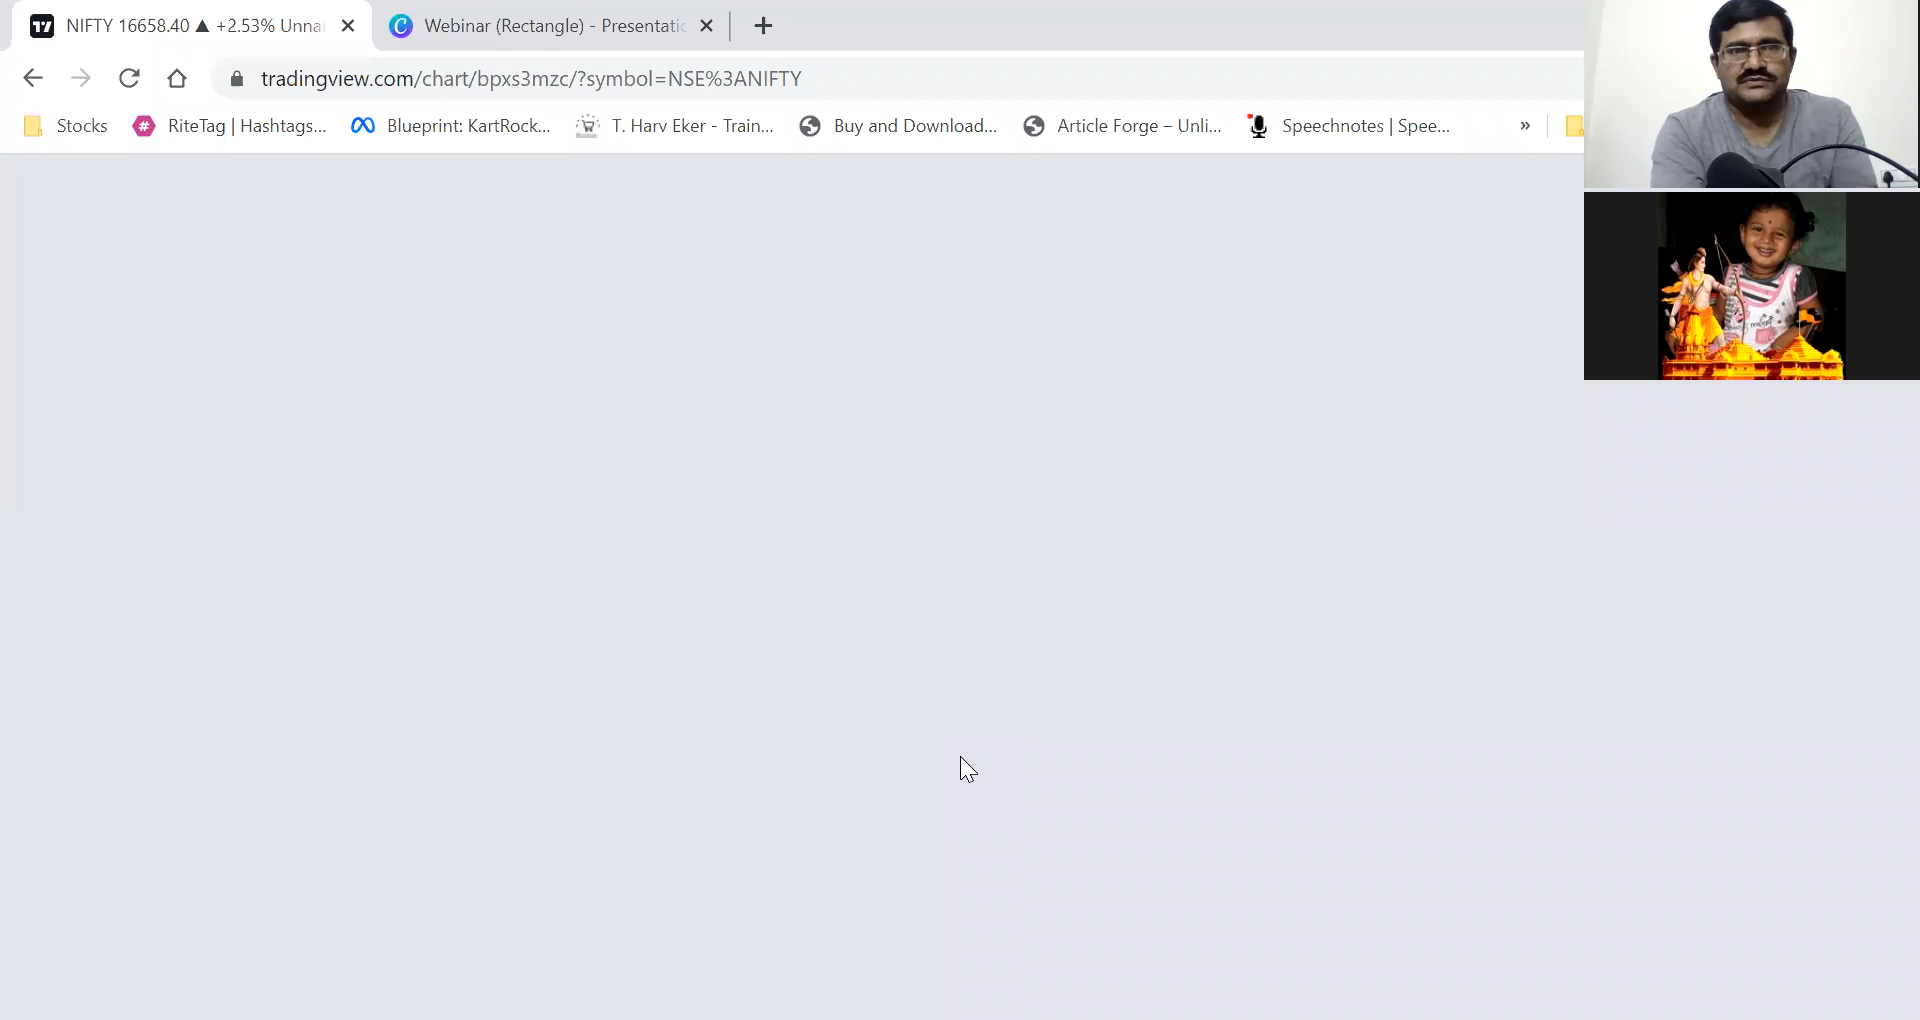 NIFTY 16658.40 ▲ +2.53% Unna
Webinar (Rectangle) - Presentatic
tradingview.com/chart/bpxs3mzc/?symbol=NSE%3ANIFTY
Stocks
RiteTag | Hashtags...
Blueprint: KartRock...
T. Harv Eker - Train...
Buy and Download...
Article Forge – Unli...
Speechnotes | Spee...
»